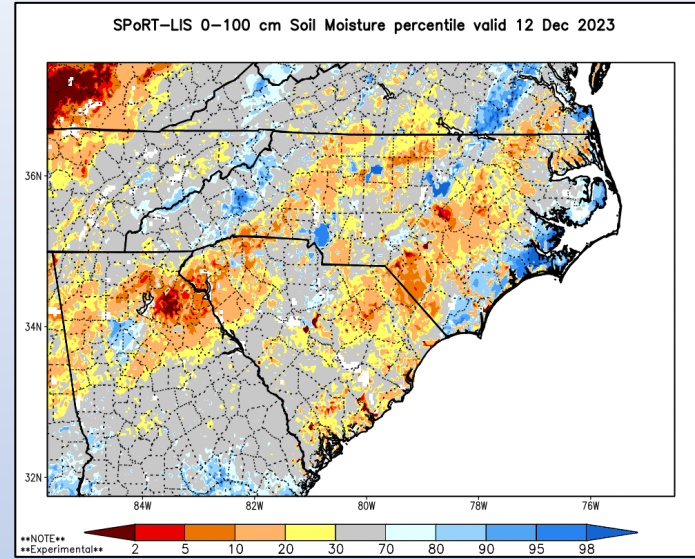 SPoRT-LIS 0-100 cm Soil Moisture percentile valid 12 Dec 2023
36N
34N
32N
84W 82W 80W 78W 76W
**NOTE**
**Experimental**
2 5 10 20 30 70 80 90 95 98